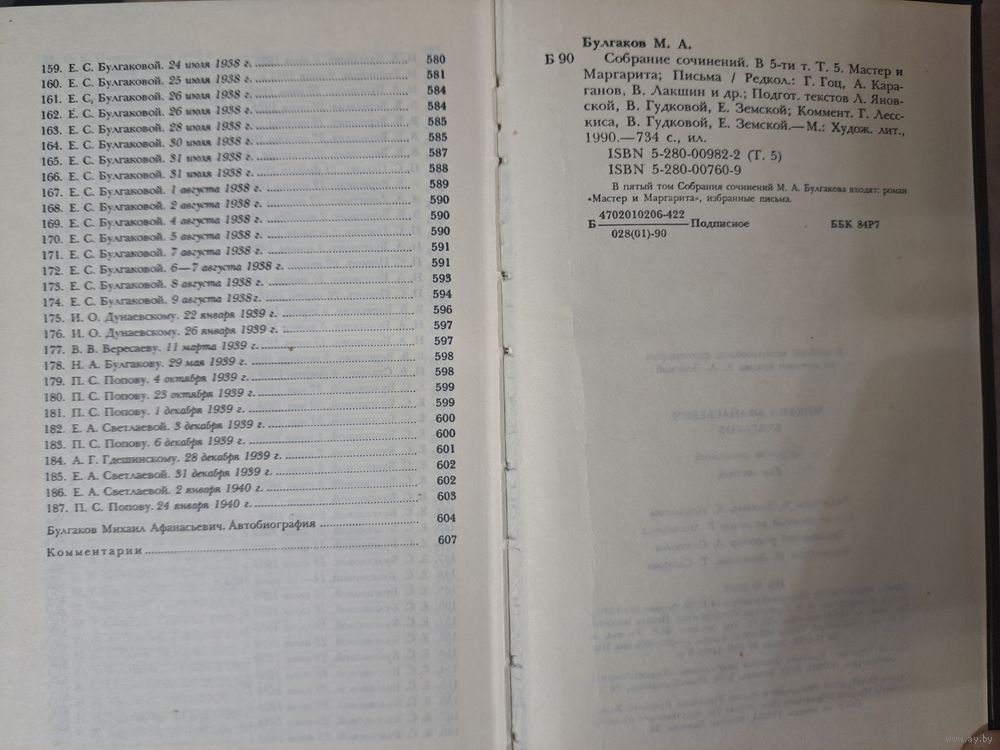 159. Е. С. Булгаковой. 24 июля 1938 г. 580
160. Е. С. Булгаковой. 25 июля 1938 г. 581
161. Е. С, Булгаковой. 26 июля 1938 г. 584
162. Е. С. Булгаковой. 26 июля 1938 г. 584
163. Е. С. Булгаковой. 28 июля 1938 г. 585
164. Е. С. Булгаковой. 30 июля 1938 г. 585
165. Е. С. Булгаковой. 31 июля 1938 г. 587
166. Е. С. Булгаковой. 31 июля 1938 г. 588
167. Е. С. Булгаковой. 1 августа 1938 г. 589
168. Е. С. Булгаковой. 2 августа 1938 г. 590
169. Е. С. Булгаковой. 4 августа 1938 г. 590
170. Е. С. Булгаковой. 5 августа 1938 г. 590
171. Е. С. Булгаковой. 7 августа 1938 г. 591
172. Е. С. Булгаковой. 6—7 августа 1938 г. 591
173. Е. С. Булгаковой. 8 августа 1938 г. 593
174. Е. С. Булгаковой. 9 августа 1938г. 594
175. И. О. Дунаевскому. 22 января 1939 г. 596
176. И. О. Дунаевскому. 26 января 1939 г. 597
177. В. В. Вересаеву. 11 марта 1939 г. 597
178. Н. А. Булгакову. 29 мая 1939 г. 598
179. П. С. Попову. 4 октября 1939 г. 598
180. П. С. Попову. 23 октября 1939 г. 599
181. П. С. Попову. 1 декабря 1939 г. 599
182. Е. А. Светлаевой. 3 декабря 1939 г. 600
183. П. С. Попову. 6 декабря 1939 г. 600
184. А. Г. Гдешинскому. 28 декабря 1939 г. 601
185. Е. А. Светлаевой. 31 декабря 1939 г. 602
186. Е. А. Светлаевой. 2 января 1940 г. 602
187. П. С. Попову. 24 января 1940 г. 603
Булгаков Михаил Афанасьевич. Автобиография 604
Комментарии 607
Булгаков М. А.
Б 90 Собрание сочинений. В 5-ти т. Т. 5. Мастер и
Маргарита; Письма / Редкол.: Г. Гоц, А. Кара-
ганов, В. Лакшин и др.; Подгот. текстов Л. Янов-
ской, В. Гудковой, Е. Земской; Коммент. Г. Лесс-
киса, В. Гудковой, Е. Земской.—М.: Худож. лит.,
1990.—734 с., ил.
ISBN 5-280-00982-2 (Т. 5)
ISBN 5-280-00760-9
В пятый том Собрания сочинений М. А. Булгакова входят: роман
«Мастер и Маргарита», избранные письма.
4702010206-422
Б Подписное ББК 84Р7
028(01)-90
www.ay.by